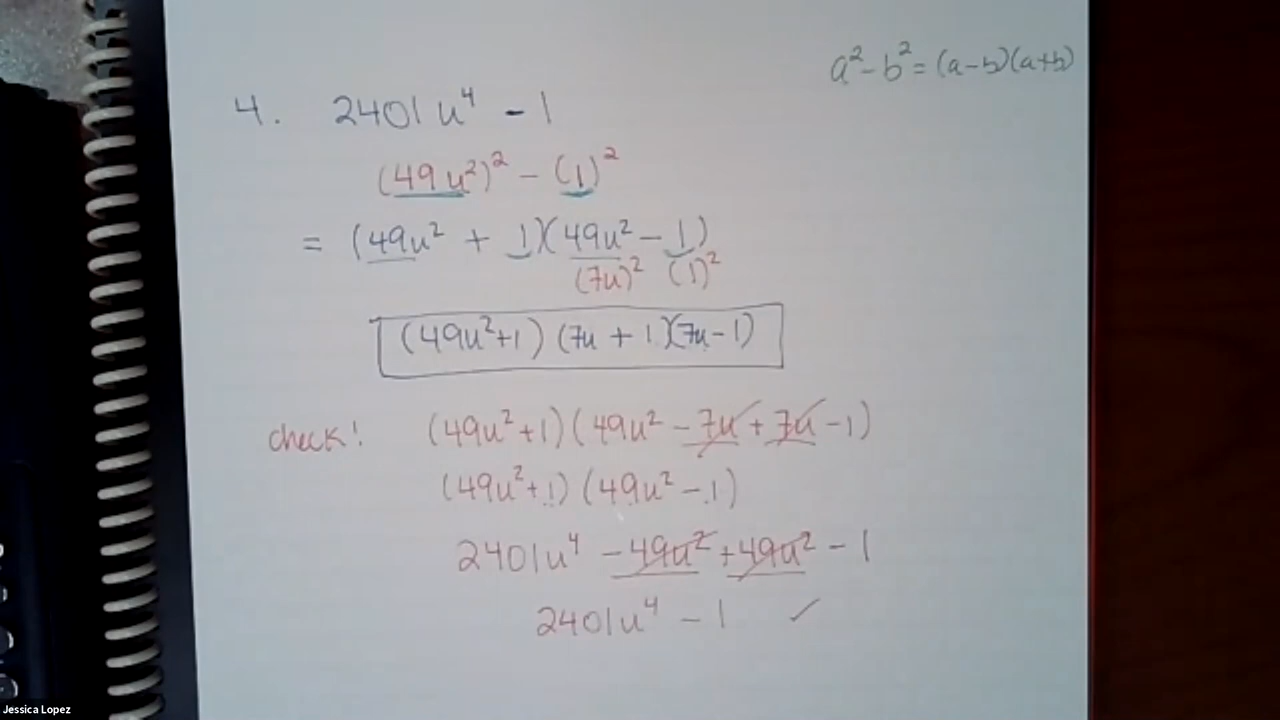 a² - b² = (a-b)(a+b)
4. 2401u⁴ - 1
(49u²)² - (1)²
= (49u² + 1)(49u² - 1)
(7u)² (1)²
(49u²+1)(7u + 1)(7u-1)
check! (49u²+1)(49u² - 7u + 7u - 1)
(49u²+1)(49u² - 1)
2401u⁴ - 49u² + 49u² - 1
2401u⁴ - 1 ✓
Jessica Lopez